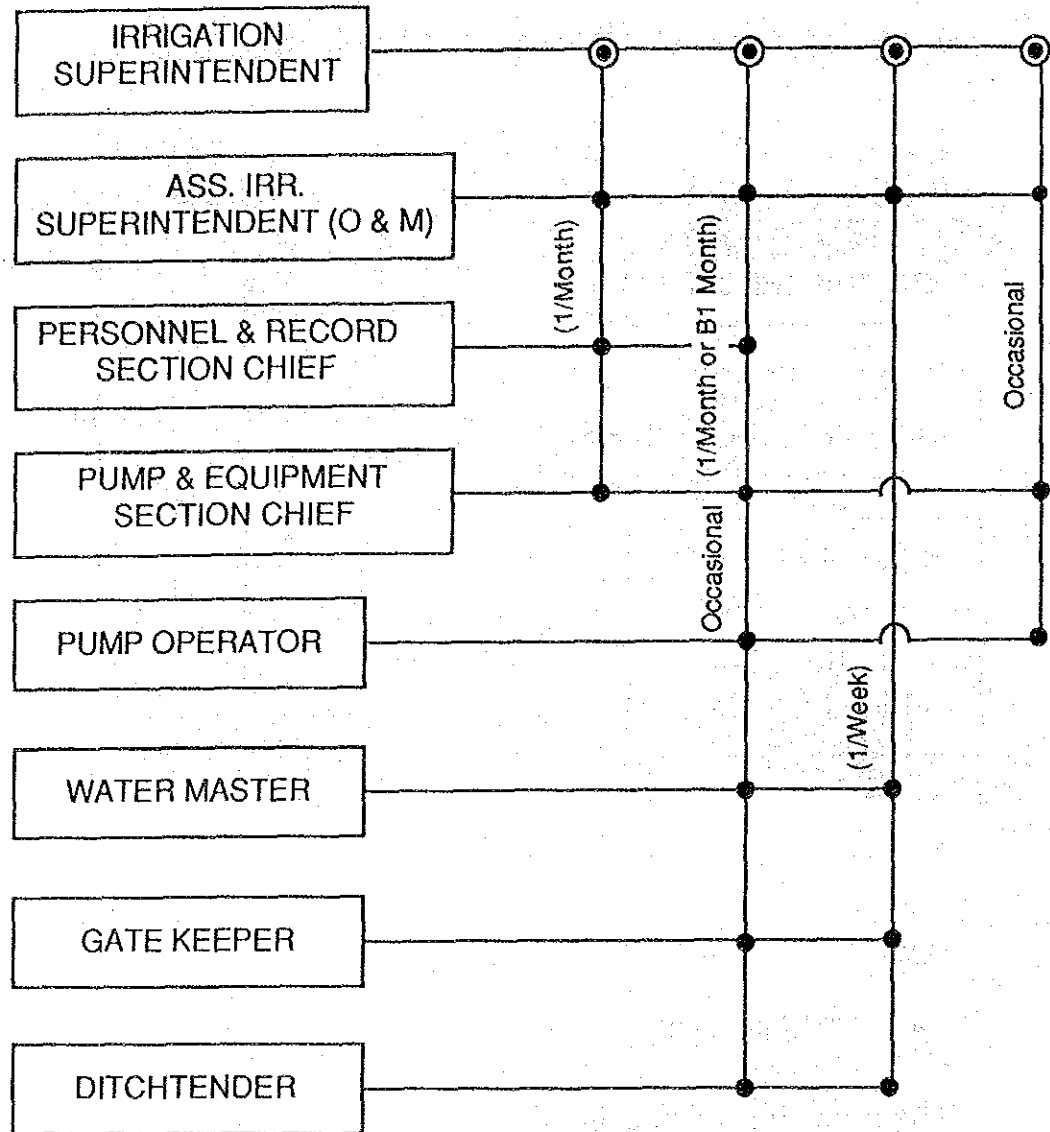 IRRIGATION
SUPERINTENDENT
ASS. IRR.
SUPERINTENDENT (O & M)
(1/Month)
(1/Month or B1 Month)
Occasional
PERSONNEL & RECORD
SECTION CHIEF
PUMP & EQUIPMENT
SECTION CHIEF
Occasional
PUMP OPERATOR
(1/Week)
WATER MASTER
GATE KEEPER
DITCHTENDER